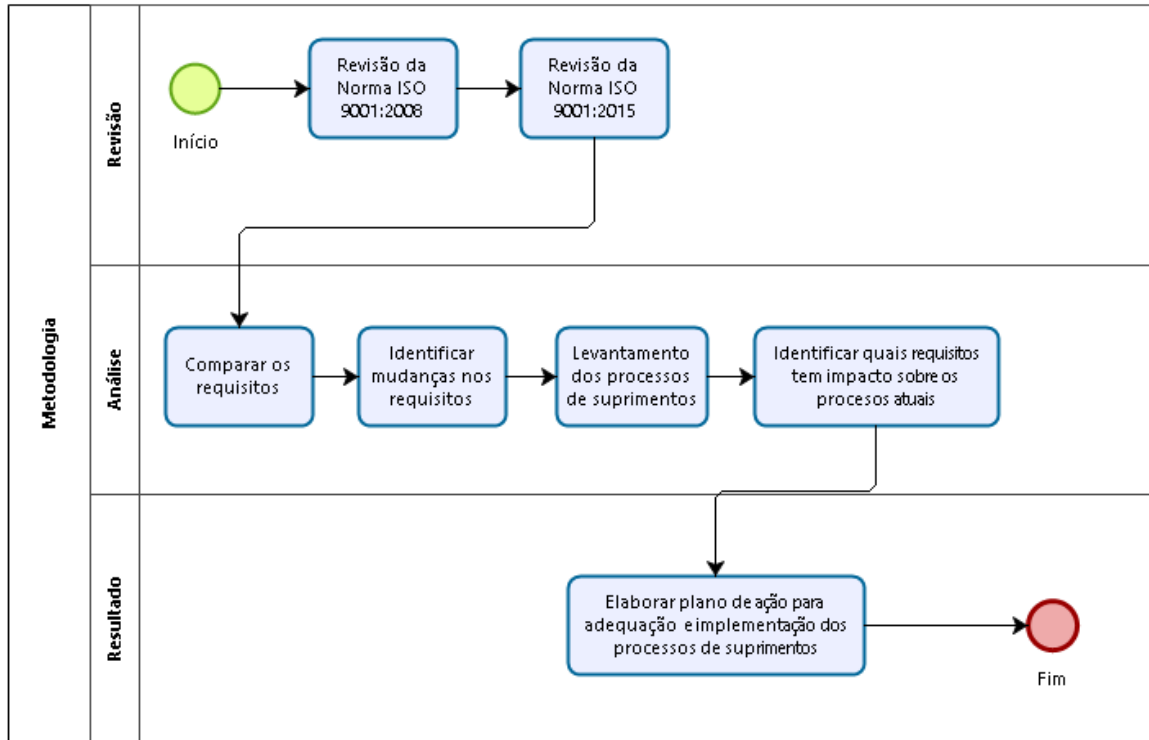 Metodologia
Revisão
Início
Revisão da
Norma ISO
9001:2008
Revisão da
Norma ISO
9001:2015
Análise
Comparar os
requisitos
Identificar
mudanças nos
requisitos
Levantamento
dos processos
de suprimentos
Identificar quais requisitos
tem impacto sobre os
procesos atuais
Resultado
Elaborar plano de ação para
adequação e implementação dos
processos de suprimentos
Fim